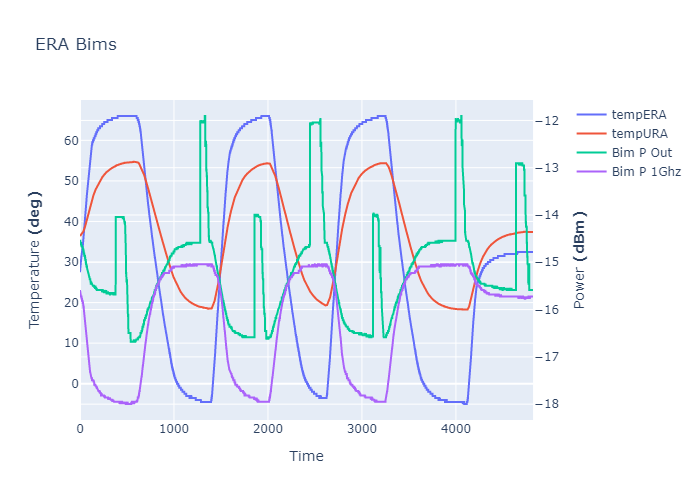 ERA Bims
tempERA
tempURA
Bim P Out
Bim P 1Ghz
60
50
40
30
20
10
0
−12
−13
−14
−15
−16
−17
−18
0 1000 2000 3000 4000
Time
Temperature (deg)
Power (dBm)